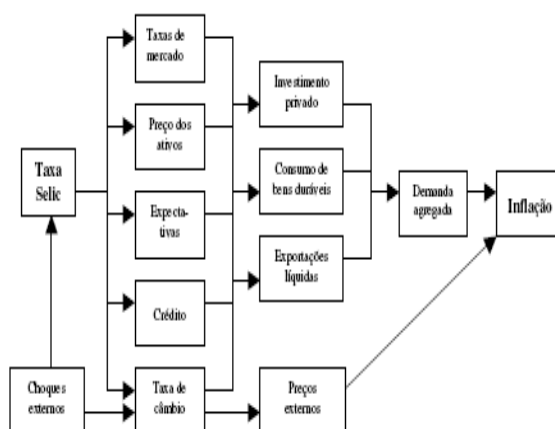 Taxas de
mercado
Investimento
privado
Preço dos
ativos
Taxa
Selic
Consumo de
bens duráveis
Demanda
agregada
Inflação
Expecta-
tivas
Exportações
líquidas
Crédito
Choques
externos
Taxa de
câmbio
Preços
externos